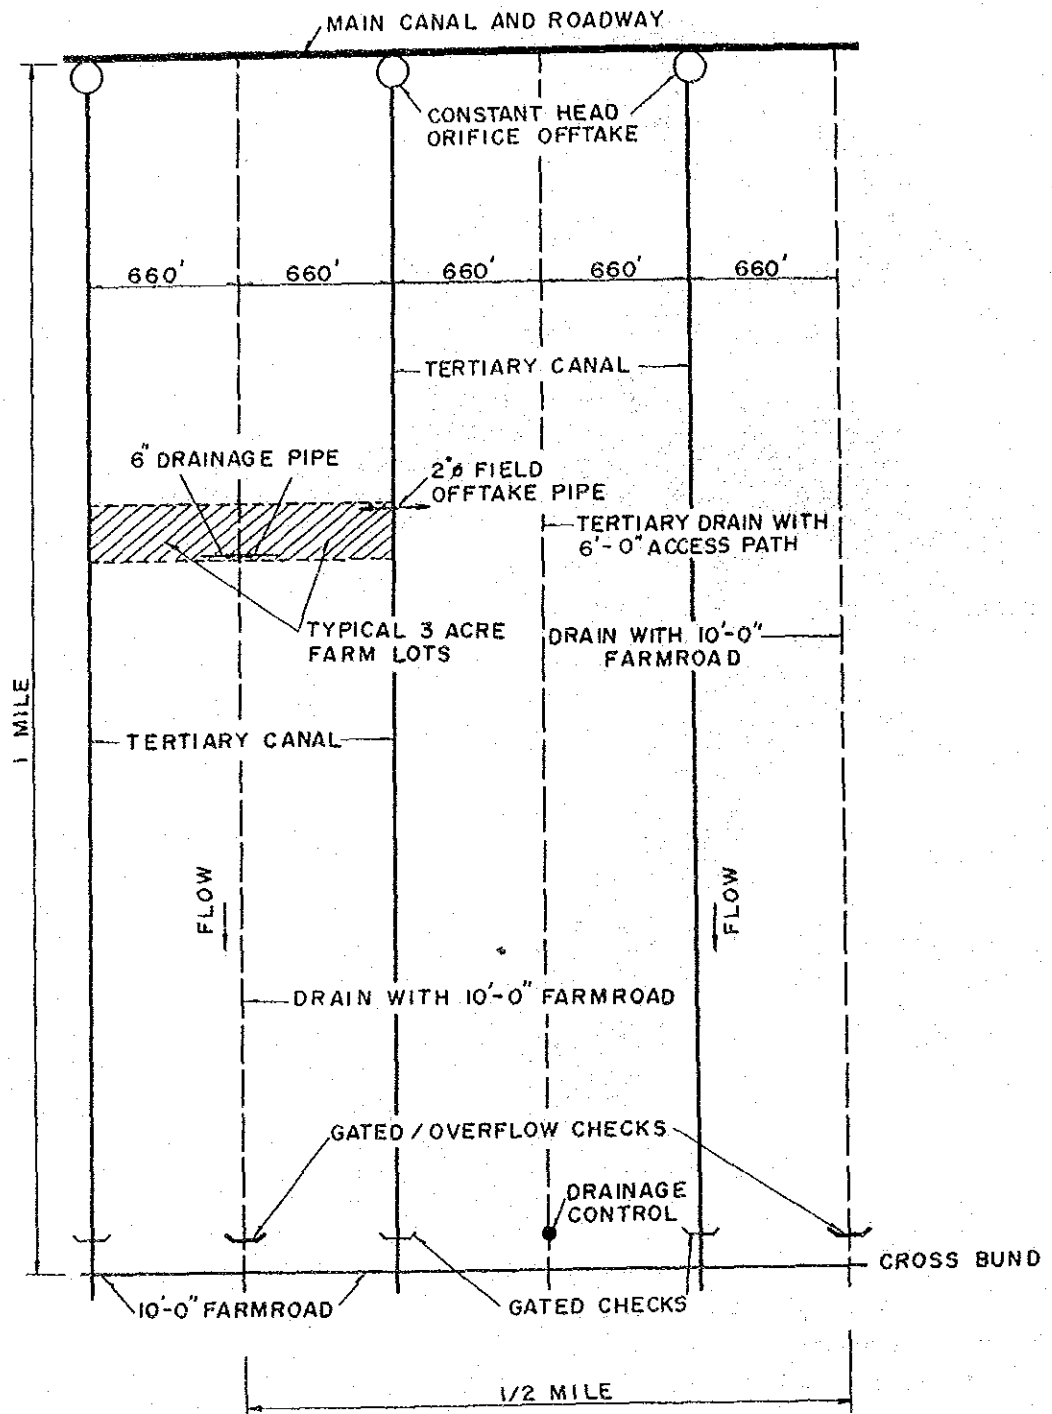 MAIN CANAL AND ROADWAY
CONSTANT HEAD
ORIFICE OFFTAKE
660' 660' 660' 660' 660'
TERTIARY CANAL
6" DRAINAGE PIPE
2"ø FIELD
OFFTAKE PIPE
TERTIARY DRAIN WITH
6'-0" ACCESS PATH
TYPICAL 3 ACRE
FARM LOTS
DRAIN WITH 10'-0"
FARMROAD
1 MILE
TERTIARY CANAL
FLOW
FLOW
DRAIN WITH 10'-0" FARMROAD
GATED / OVERFLOW CHECKS
DRAINAGE
CONTROL
CROSS BUND
10'-0" FARMROAD
GATED CHECKS
1/2 MILE